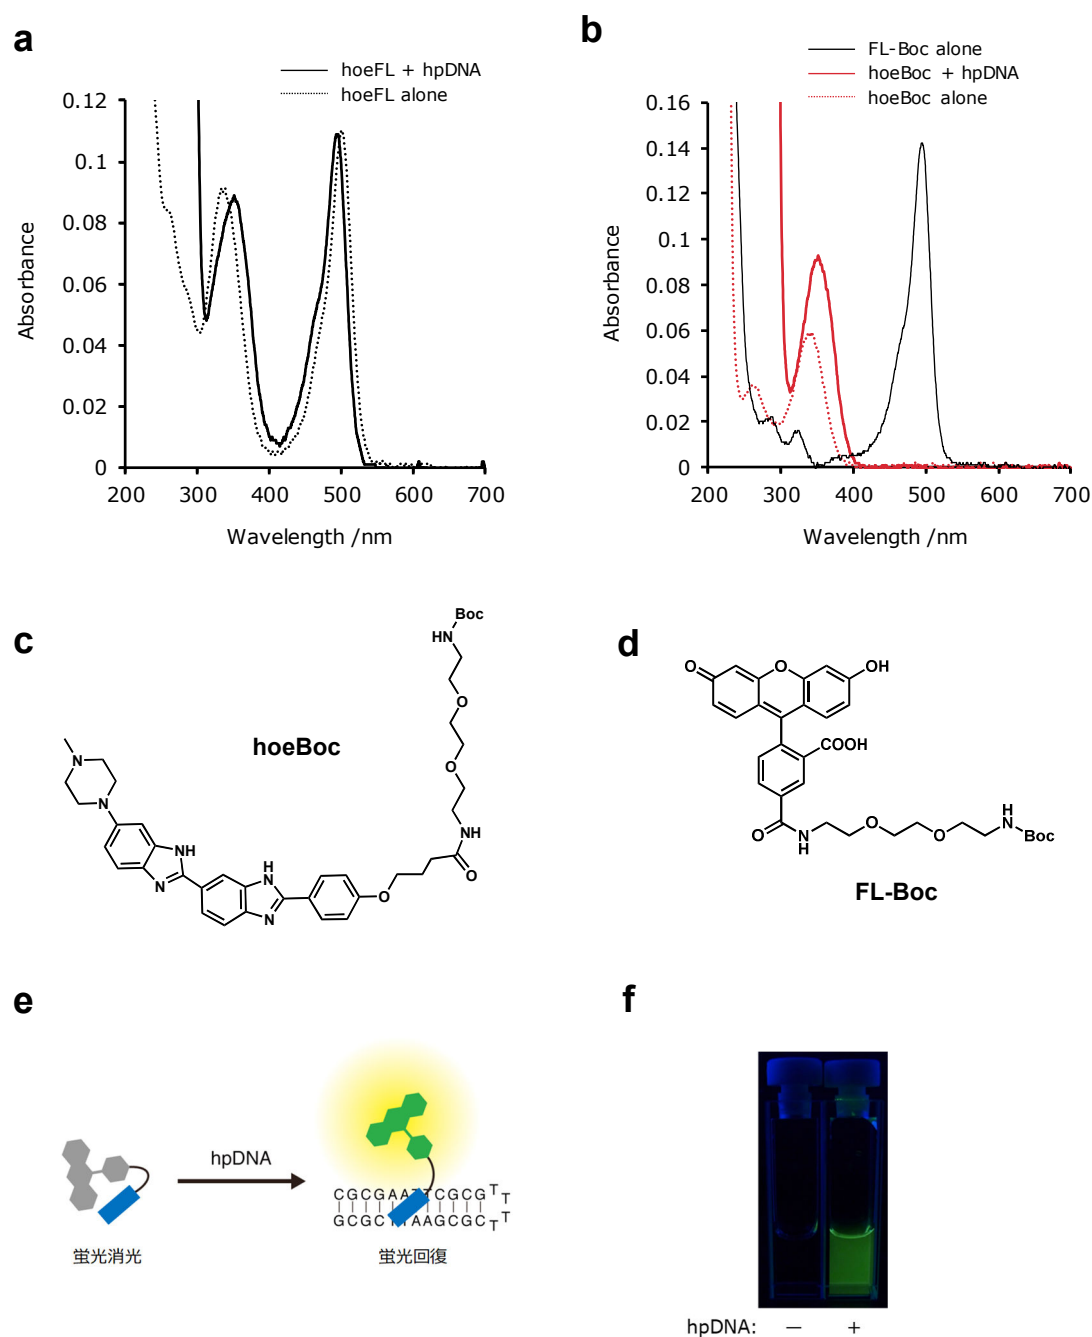 a
hoeFL + hpDNA
hoeFL alone
0.12
0.1
0.08
0.06
0.04
0.02
0
200 300 400 500 600 700
Absorbance
Wavelength /nm
b
FL-Boc alone
hoeBoc + hpDNA
hoeBoc alone
0.16
0.14
0.12
0.1
0.08
0.06
0.04
0.02
0
200 300 400 500 600 700
Absorbance
Wavelength /nm
c
Boc
HN
O
O
NH
O
O
hoeBoc
N
N
NH
N
H
N
N
d
O
O
OH
COOH
O
N
H
O
O
H
N
Boc
FL-Boc
e
hpDNA
CGCGAATTCGCG
T
T
GCGC TAAGCGC
T
T
蛍光消光
蛍光回復
f
hpDNA: − +